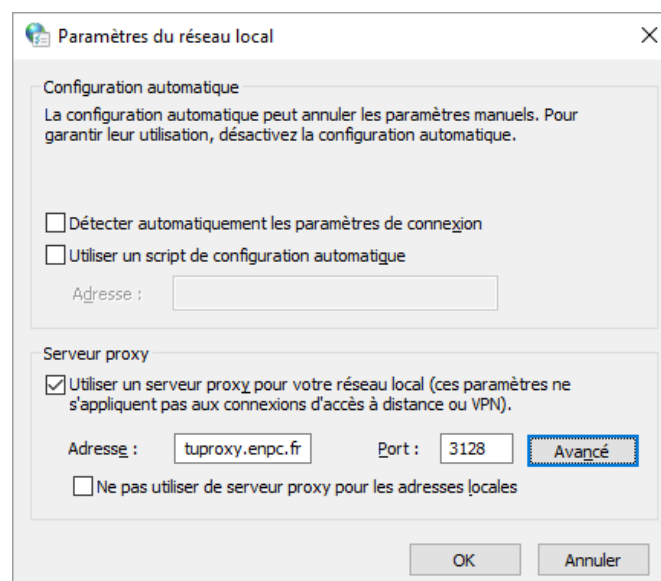 Paramètres du réseau local
Configuration automatique
La configuration automatique peut annuler les paramètres manuels. Pour
garantir leur utilisation, désactivez la configuration automatique.
Détecter automatiquement les paramètres de connexion
Utiliser un script de configuration automatique
Adresse :
Serveur proxy
Utiliser un serveur proxy pour votre réseau local (ces paramètres ne
s'appliquent pas aux connexions d'accès à distance ou VPN).
Adresse : tuproxy.enpc.fr Port : 3128 Avancé
Ne pas utiliser de serveur proxy pour les adresses locales
OK Annuler